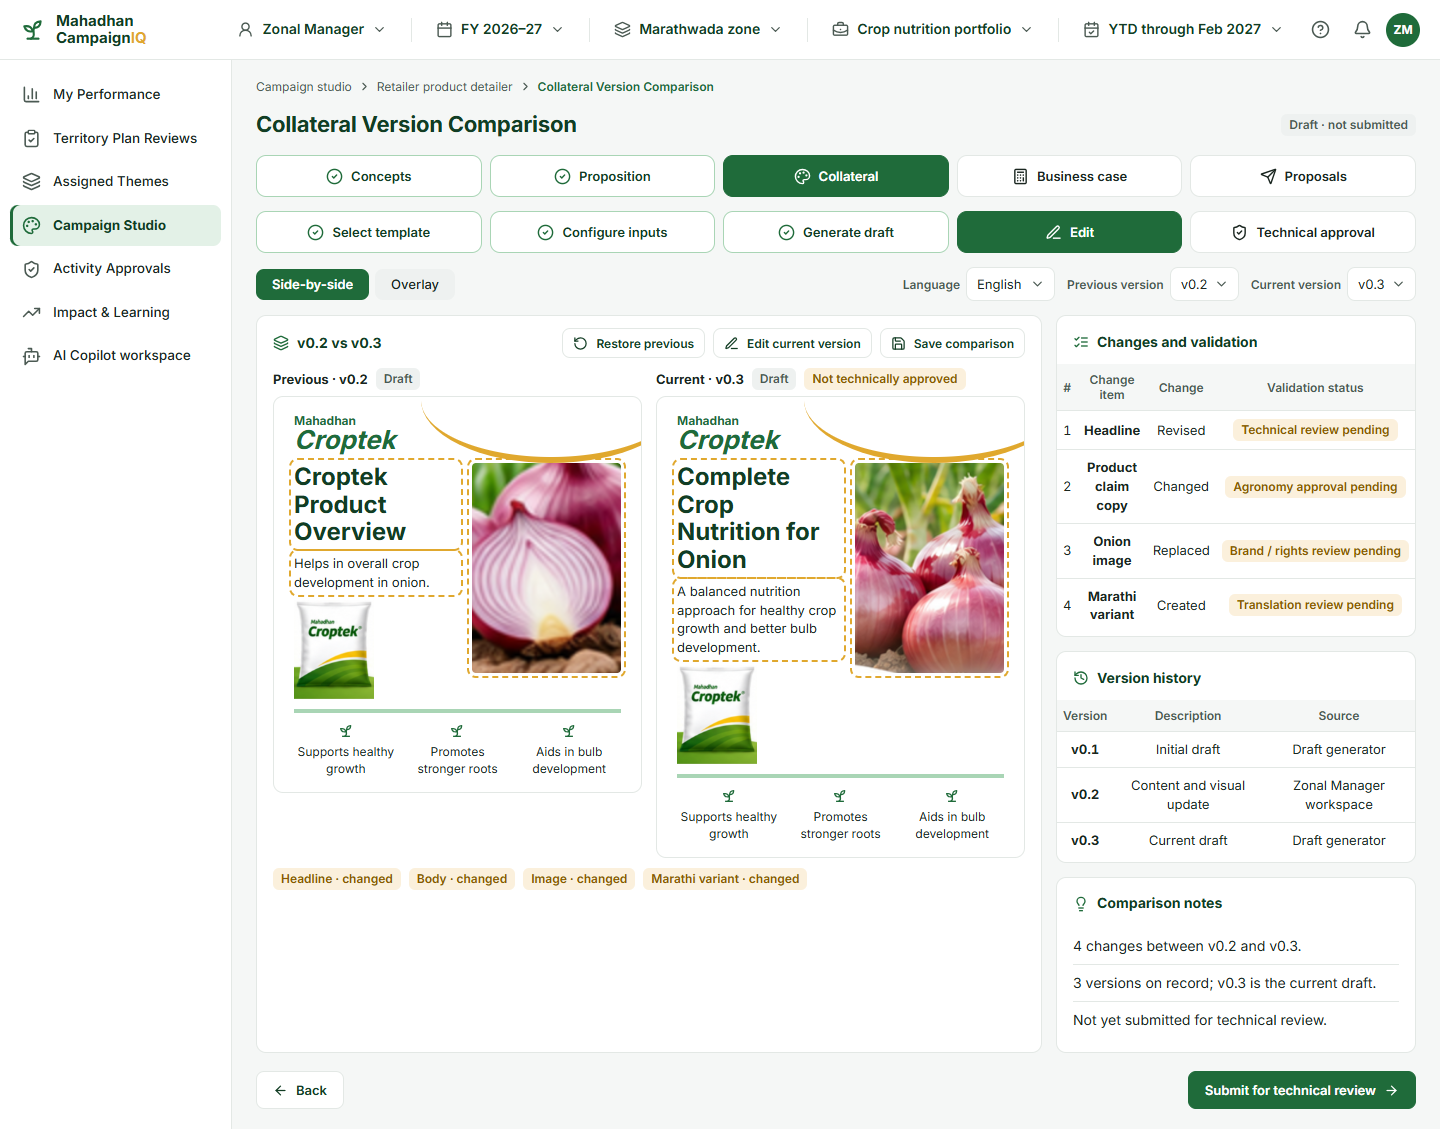 Mahadhan
CampaignIQ
Zonal Manager
FY 2026–27
Marathwada zone
Crop nutrition portfolio
YTD through Feb 2027
ZM
My Performance
Territory Plan Reviews
Assigned Themes
Campaign Studio
Activity Approvals
Impact & Learning
AI Copilot workspace
Campaign studio > Retailer product detailer > Collateral Version Comparison
Collateral Version Comparison
Draft · not submitted
Concepts
Proposition
Collateral
Business case
Proposals
Select template
Configure inputs
Generate draft
Edit
Technical approval
Side-by-side
Overlay
Language
English
Previous version
v0.2
Current version
v0.3
v0.2 vs v0.3
Restore previous
Edit current version
Save comparison
Previous · v0.2
Draft
Mahadhan
Croptek
Croptek
Product
Overview
Helps in overall crop
development in onion.
Mahadhan
Croptek
Supports healthy
growth
Promotes
stronger roots
Aids in bulb
development
Current · v0.3
Draft
Not technically approved
Mahadhan
Croptek
Complete
Crop
Nutrition for
Onion
A balanced nutrition
approach for healthy crop
growth and better bulb
development.
Mahadhan
Croptek
Supports healthy
growth
Promotes
stronger roots
Aids in bulb
development
Headline · changed
Body · changed
Image · changed
Marathi variant · changed
Changes and validation
# Change item Change Validation status
1 Headline Revised Technical review pending
2 Product claim copy Changed Agronomy approval pending
3 Onion image Replaced Brand / rights review pending
4 Marathi variant Created Translation review pending
Version history
Version Description Source
v0.1 Initial draft Draft generator
v0.2 Content and visual update Zonal Manager workspace
v0.3 Current draft Draft generator
Comparison notes
4 changes between v0.2 and v0.3.
3 versions on record; v0.3 is the current draft.
Not yet submitted for technical review.
Back
Submit for technical review